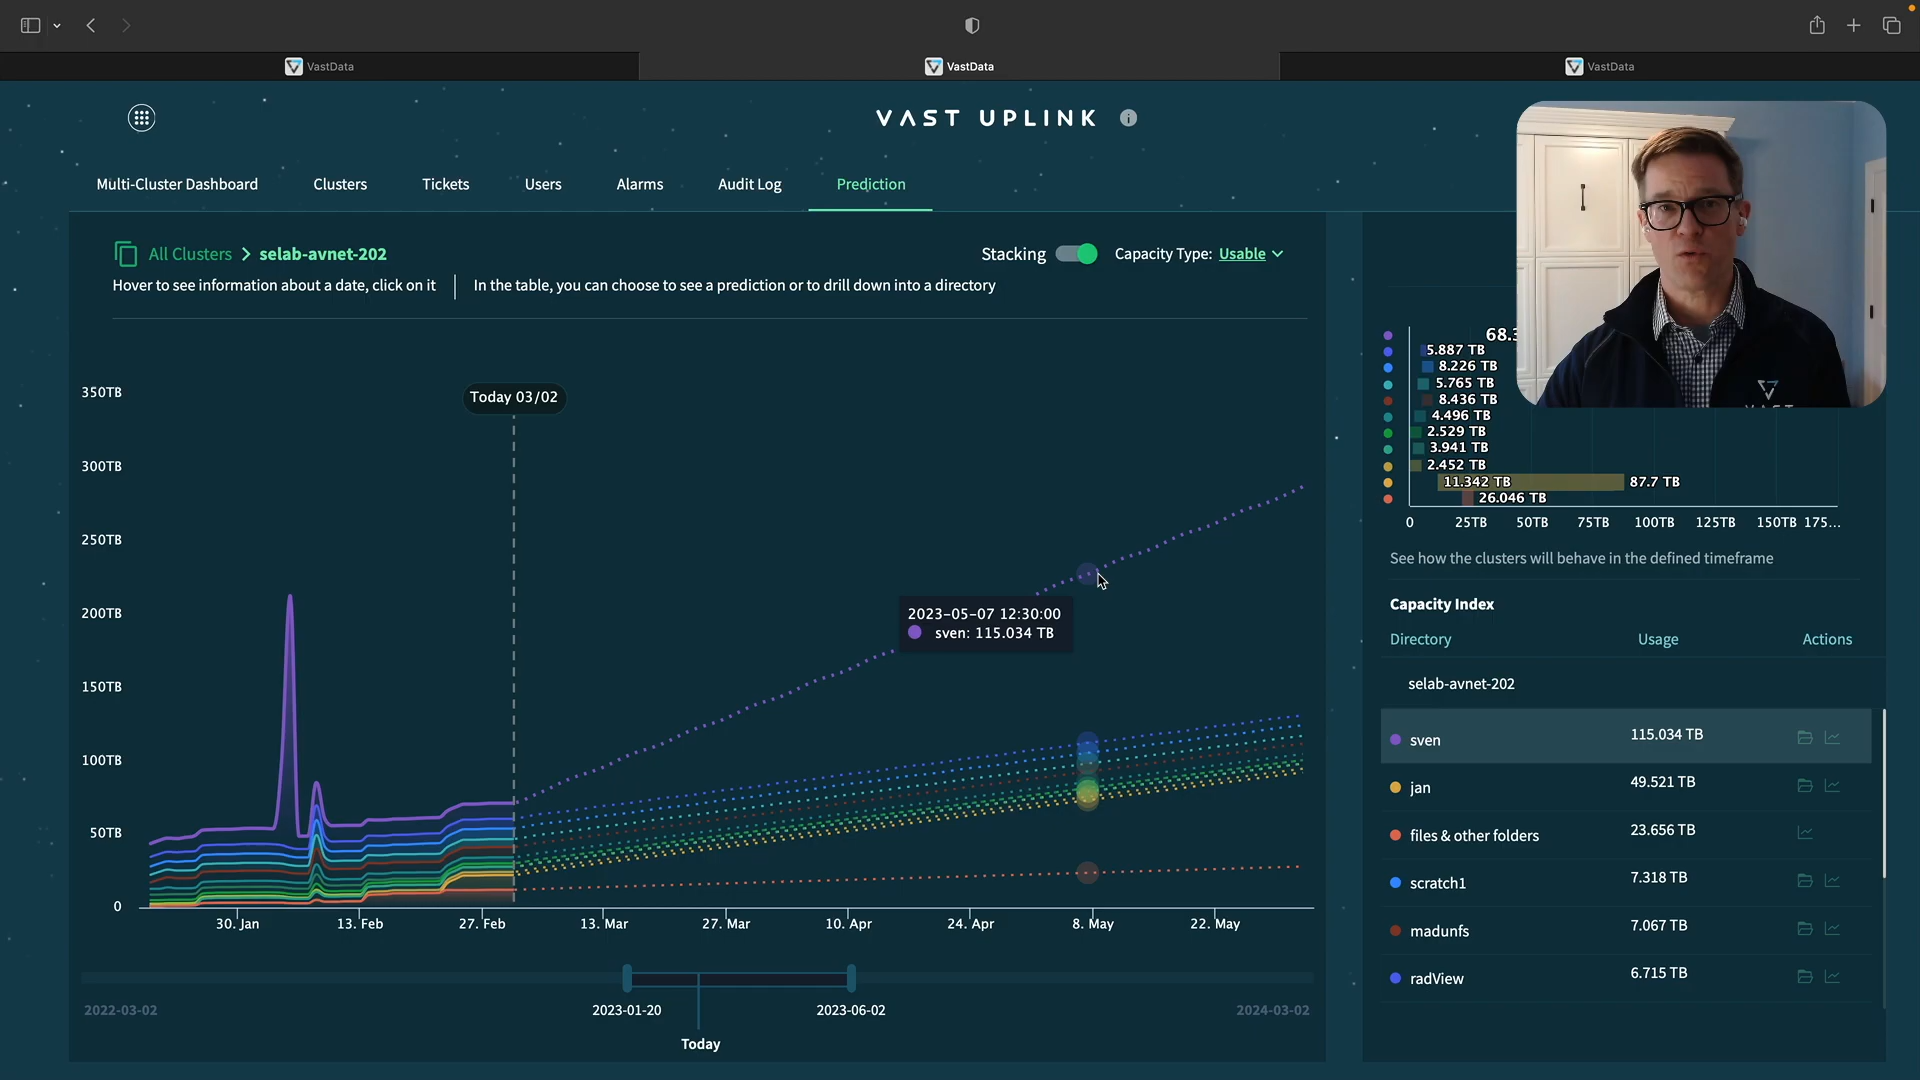 VastData
VastData
VastData
VAST UPLINK
Multi-Cluster Dashboard
Clusters
Tickets
Users
Alarms
Audit Log
Prediction
All Clusters > selab-avnet-202
Stacking
Capacity Type: Usable
Hover to see information about a date, click on it
In the table, you can choose to see a prediction or to drill down into a directory
350TB
300TB
250TB
200TB
150TB
100TB
50TB
0
Today 03/02
2023-05-07 12:30:00
sven: 115.034 TB
30. Jan
13. Feb
27. Feb
13. Mar
27. Mar
10. Apr
24. Apr
8. May
22. May
2022-03-02
2023-01-20
2023-06-02
2024-03-02
Today
68.3
5.887 TB
8.226 TB
5.765 TB
8.436 TB
4.496 TB
2.529 TB
3.941 TB
2.452 TB
11.342 TB
87.7 TB
26.046 TB
0
25TB
50TB
75TB
100TB
125TB
150TB
175...
See how the clusters will behave in the defined timeframe
Capacity Index
Directory
Usage
Actions
selab-avnet-202
sven
115.034 TB
jan
49.521 TB
files & other folders
23.656 TB
scratch1
7.318 TB
madunfs
7.067 TB
radView
6.715 TB